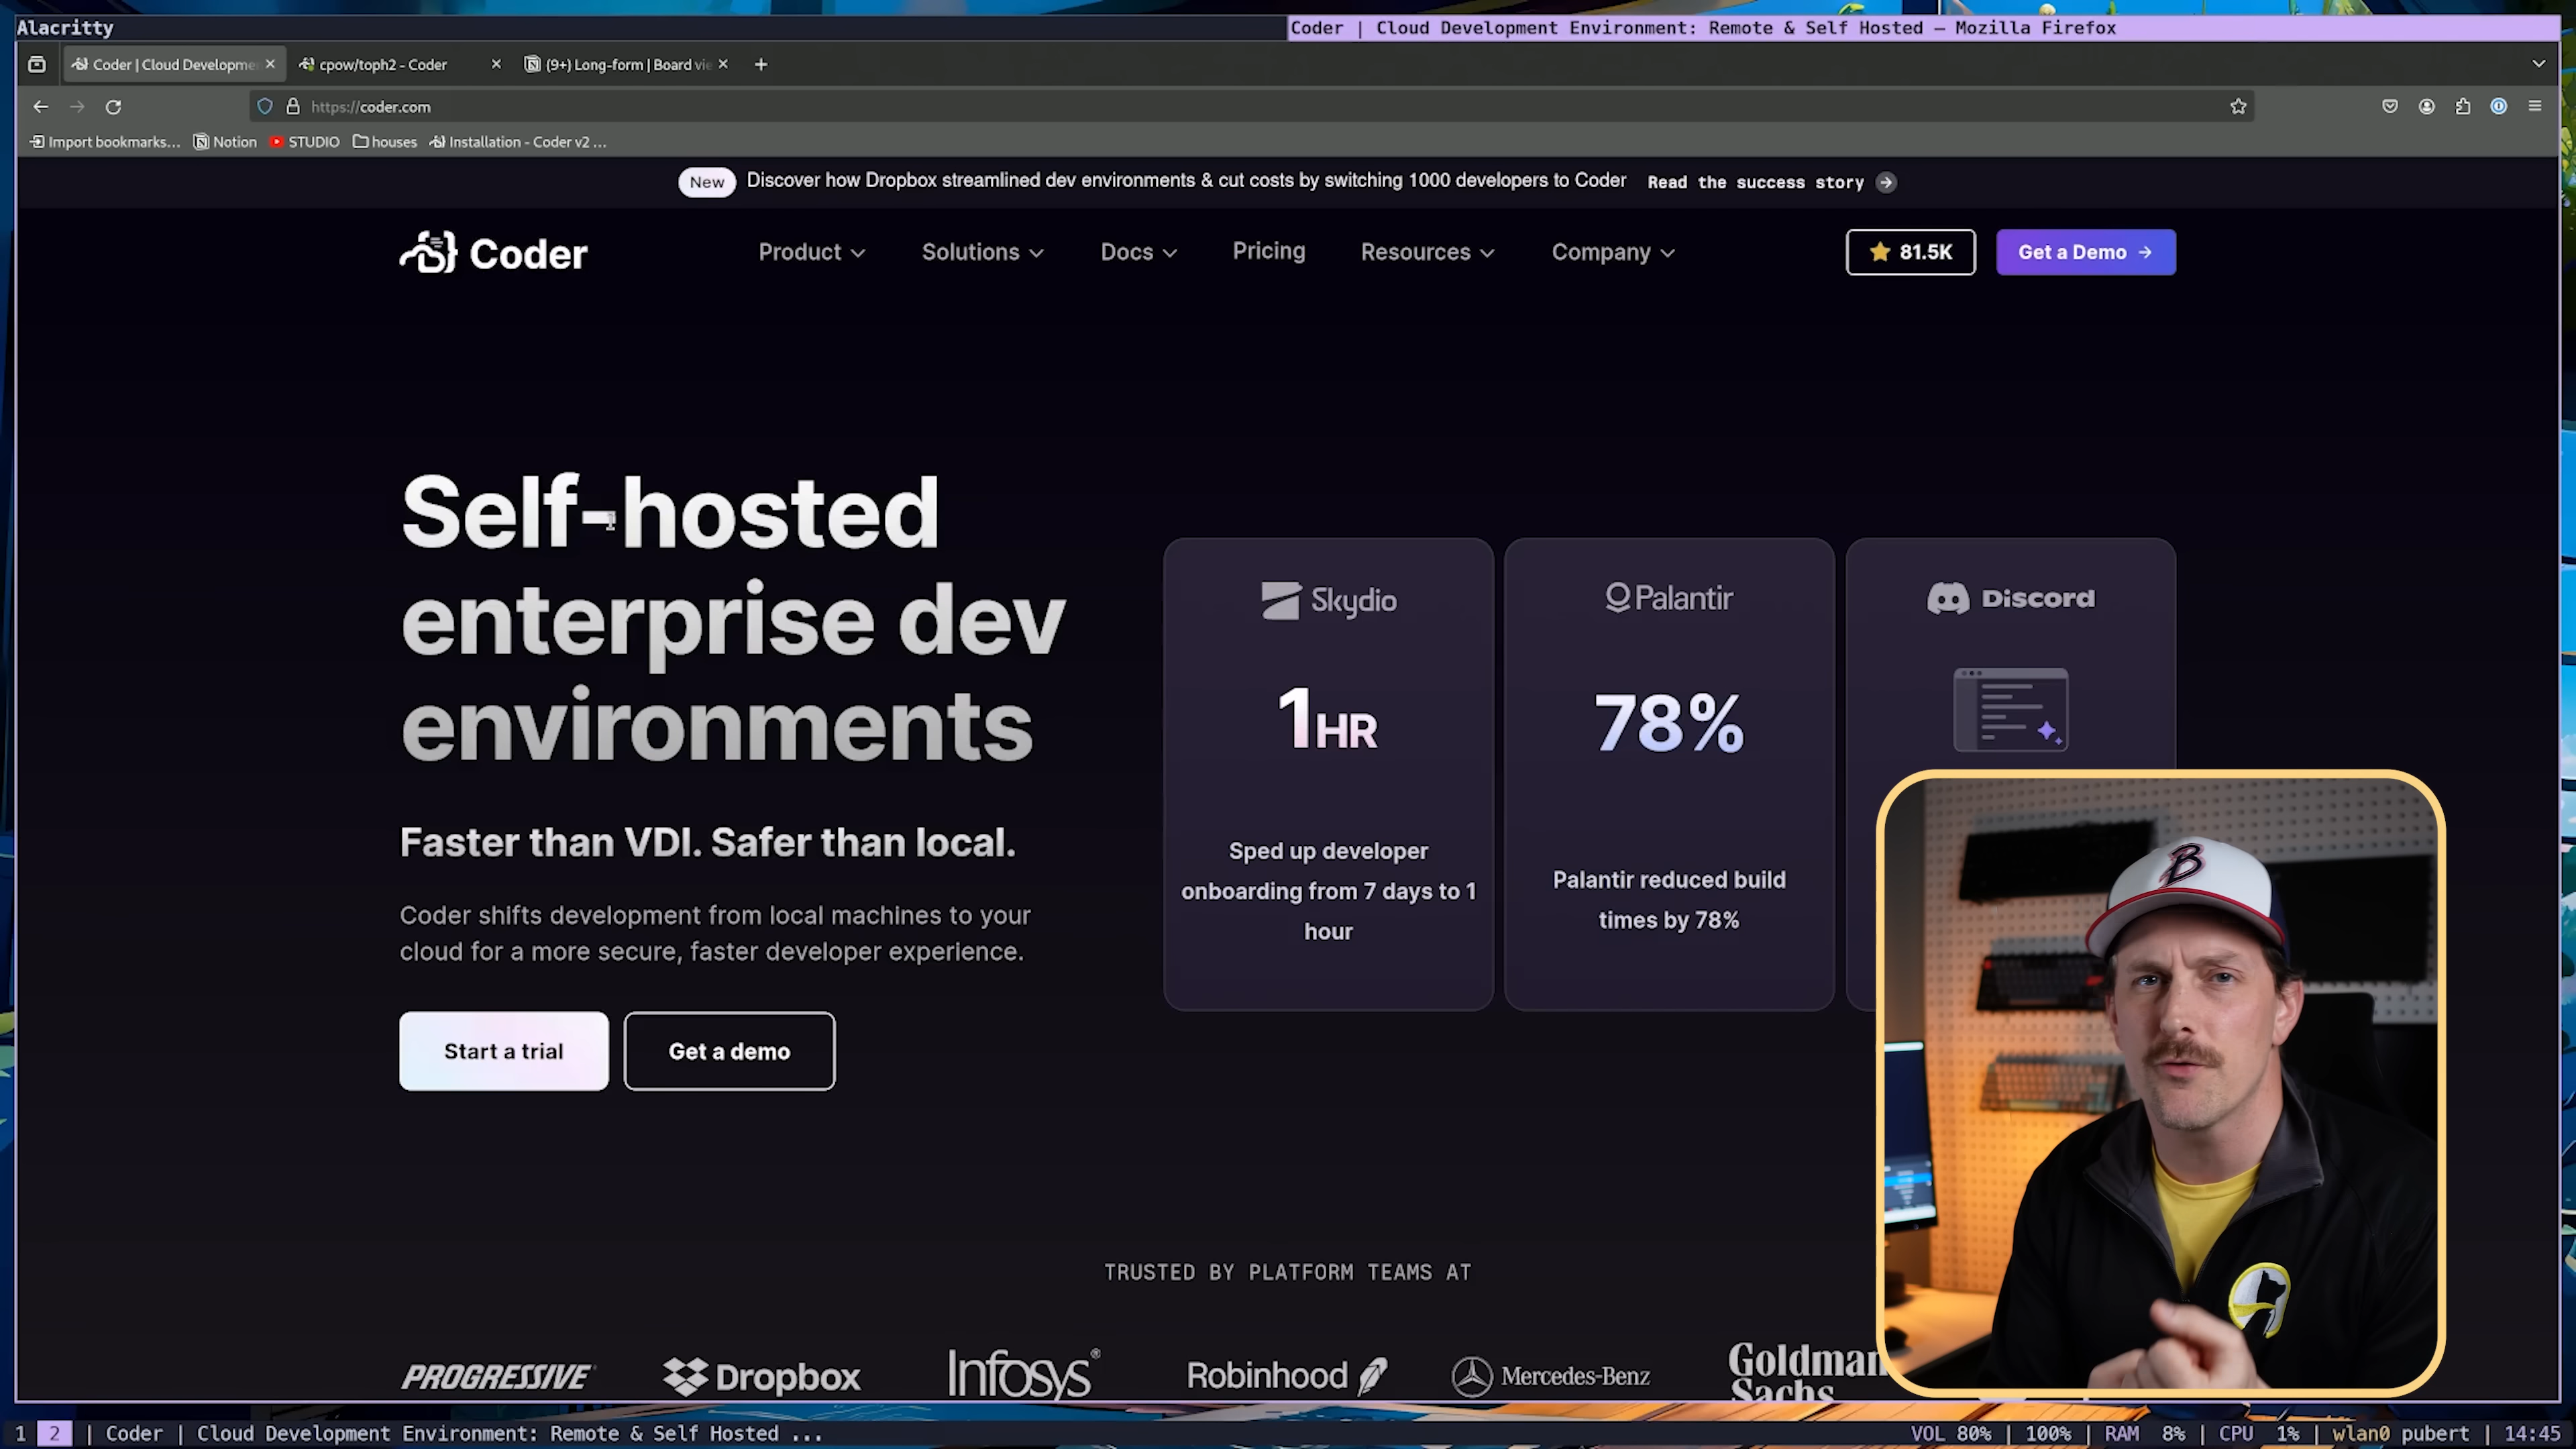 Alacritty
Coder | Cloud Development Environment: Remote & Self Hosted — Mozilla Firefox
Coder | Cloud Developme
cpow/toph2 - Coder
(9+) Long-form | Board vie
https://coder.com
Import bookmarks...
Notion
STUDIO
houses
Installation - Coder v2 ...
New
Discover how Dropbox streamlined dev environments & cut costs by switching 1000 developers to Coder
Read the success story
Coder
Product
Solutions
Docs
Pricing
Resources
Company
81.5K
Get a Demo
Self-hosted
enterprise dev
environments
Faster than VDI. Safer than local.
Coder shifts development from local machines to your
cloud for a more secure, faster developer experience.
Start a trial
Get a demo
Skydio
1HR
Sped up developer
onboarding from 7 days to 1
hour
Palantir
78%
Palantir reduced build
times by 78%
Discord
B
TRUSTED BY PLATFORM TEAMS AT
PROGRESSIVE
Dropbox
Infosys®
Robinhood
Mercedes-Benz
Goldman
Sachs
1 2 | Coder | Cloud Development Environment: Remote & Self Hosted ...
VOL 80% | 100% | RAM 8% | CPU 1% | wlan0 pubert | 14:45